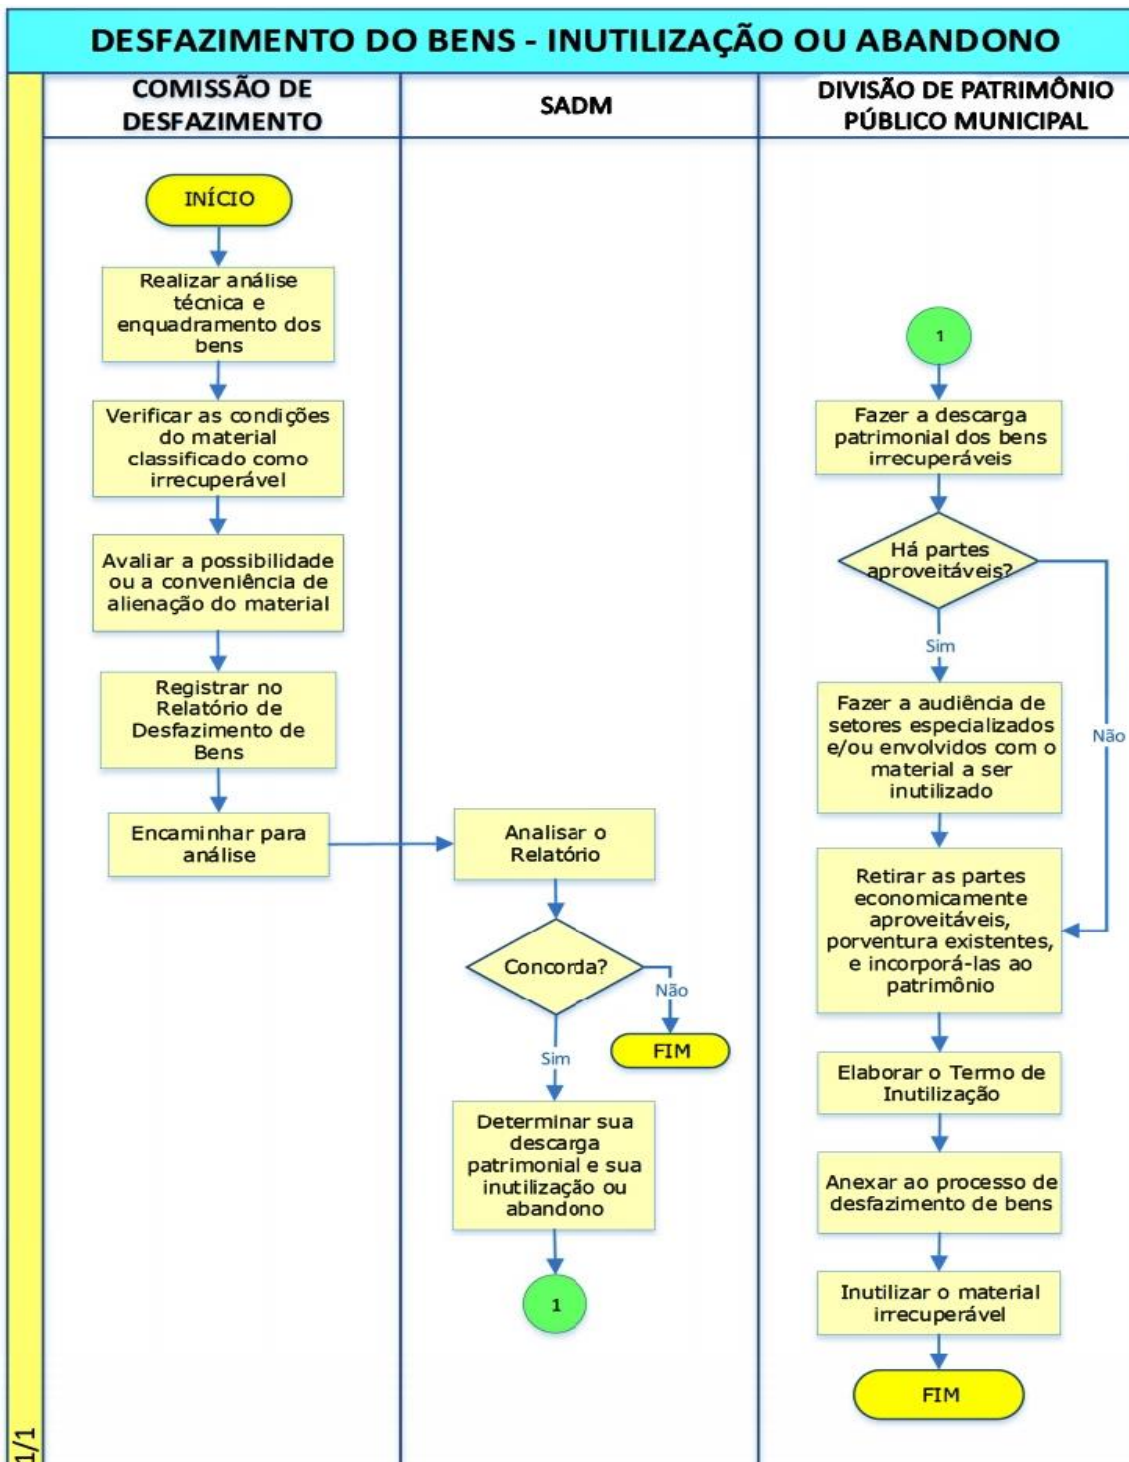 DESFAZIMENTO DO BENS - INUTILIZAÇÃO OU ABANDONO
COMISSÃO DE
DESFAZIMENTO
SADM
DIVISÃO DE PATRIMÔNIO
PÚBLICO MUNICIPAL
INÍCIO
Realizar análise
técnica e
enquadramento dos
bens
Verificar as condições
do material
classificado como
irrecuperável
Avaliar a possibilidade
ou a conveniência de
alienação do material
Registrar no
Relatório de
Desfazimento de
Bens
Encaminhar para
análise
Analisar o
Relatório
Concorda?
Não
FIM
Sim
Determinar sua
descarga
patrimonial e sua
inutilização ou
abandono
1
1
Fazer a descarga
patrimonial dos bens
irrecuperáveis
Há partes
aproveitáveis?
Sim
Não
Fazer a audiência de
setores especializados
e/ou envolvidos com o
material a ser
inutilizado
Retirar as partes
economicamente
aproveitáveis,
porventura existentes,
e incorporá-las ao
patrimônio
Elaborar o Termo de
Inutilização
Anexar ao processo de
desfazimento de bens
Inutilizar o material
irrecuperável
FIM
1/1